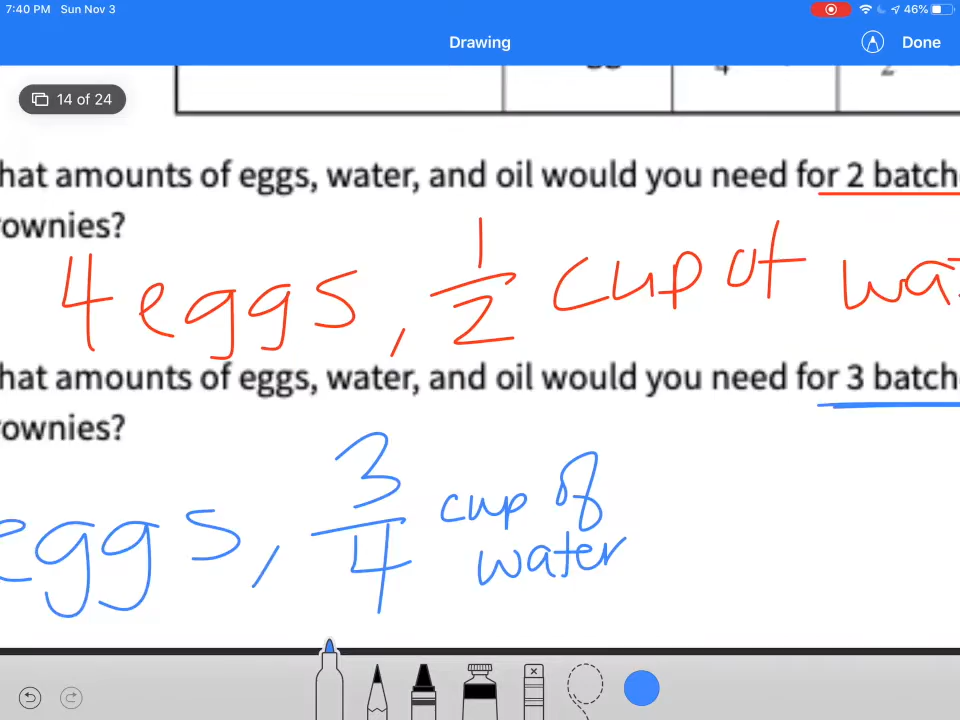 7:40 PM Sun Nov 3 46%
Drawing Done
14 of 24
hat amounts of eggs, water, and oil would you need for 2 batch
rownies?
4 eggs, 1/2 cup of wa
hat amounts of eggs, water, and oil would you need for 3 batch
rownies?
eggs, 3/4 cup of
water